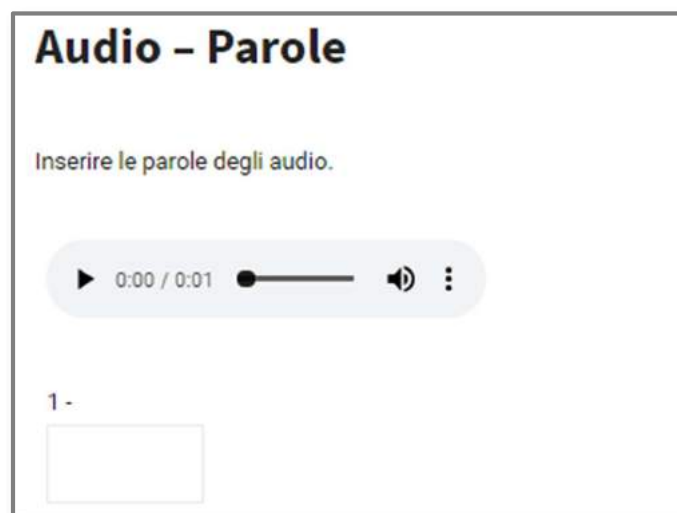 Audio – Parole
Inserire le parole degli audio.
0:00 / 0:01
1 -